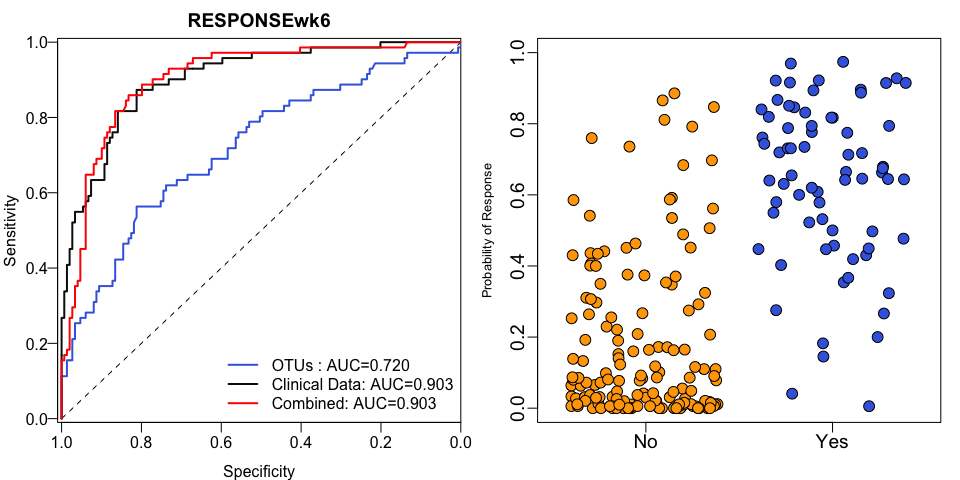 RESPONSEwk6
Sensitivity
1.0
0.8
0.6
0.4
0.2
0.0
OTUs : AUC=0.720
Clinical Data: AUC=0.903
Combined: AUC=0.903
1.0 0.8 0.6 0.4 0.2 0.0
Specificity
Probability of Response
1.0
0.8
0.6
0.4
0.2
0.0
No Yes